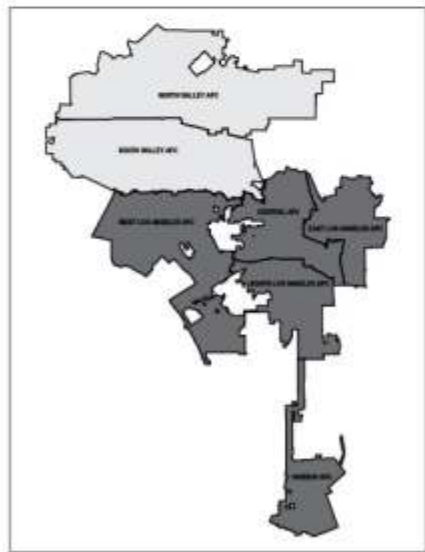 NORTH VALLEY APC
SOUTH VALLEY APC
WEST LOS ANGELES APC
CENTRAL APC
EAST LOS ANGELES APC
SOUTH LOS ANGELES APC
HARBOR APC